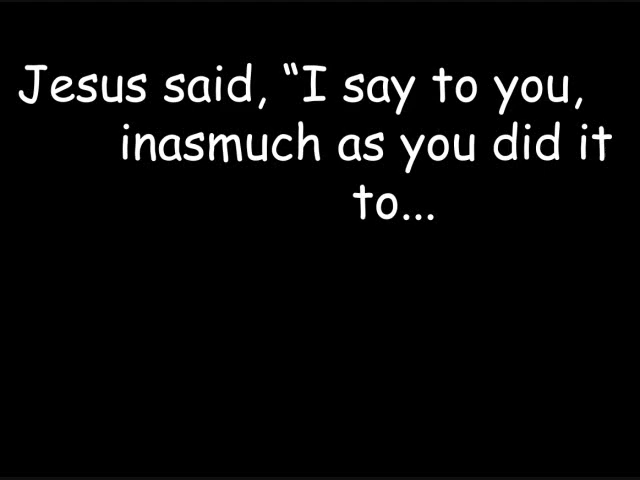 Jesus said, “I say to you,
inasmuch as you did it
to...